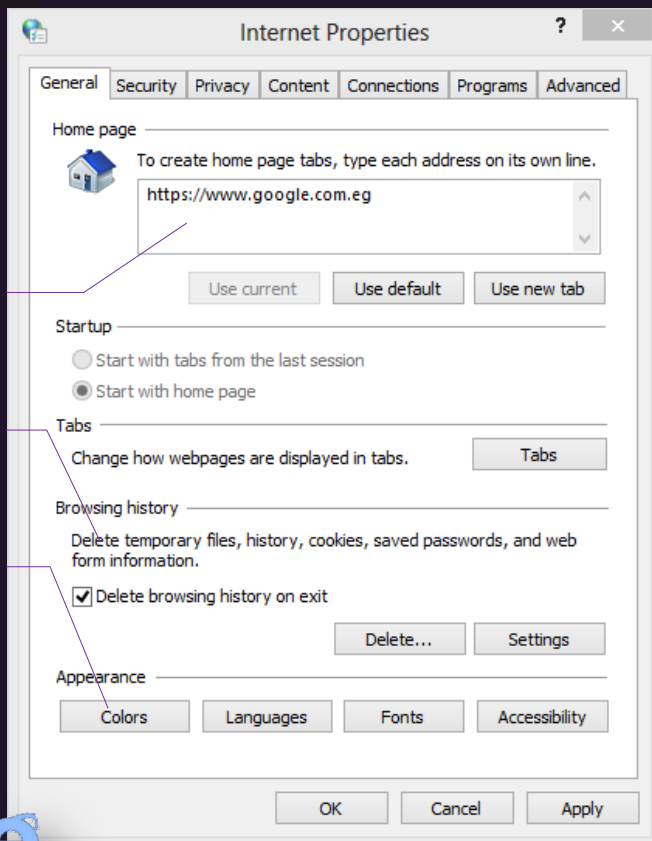 Internet Properties
?
General Security Privacy Content Connections Programs Advanced
Home page
To create home page tabs, type each address on its own line.
https://www.google.com.eg
Use current Use default Use new tab
Startup
Start with tabs from the last session
Start with home page
Tabs
Change how webpages are displayed in tabs. Tabs
Browsing history
Delete temporary files, history, cookies, saved passwords, and web
form information.
Delete browsing history on exit
Delete... Settings
Appearance
Colors Languages Fonts Accessibility
OK Cancel Apply